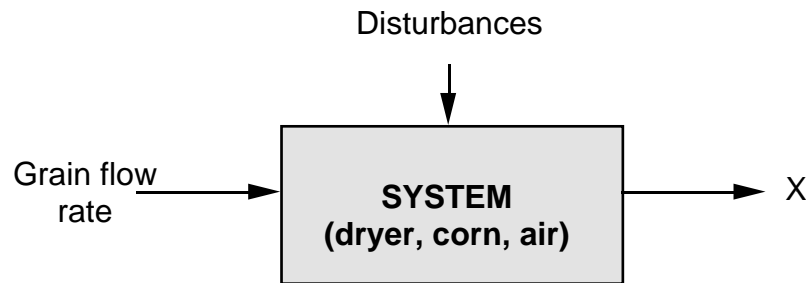 Disturbances
Grain flow
rate
SYSTEM
(dryer, corn, air)
X